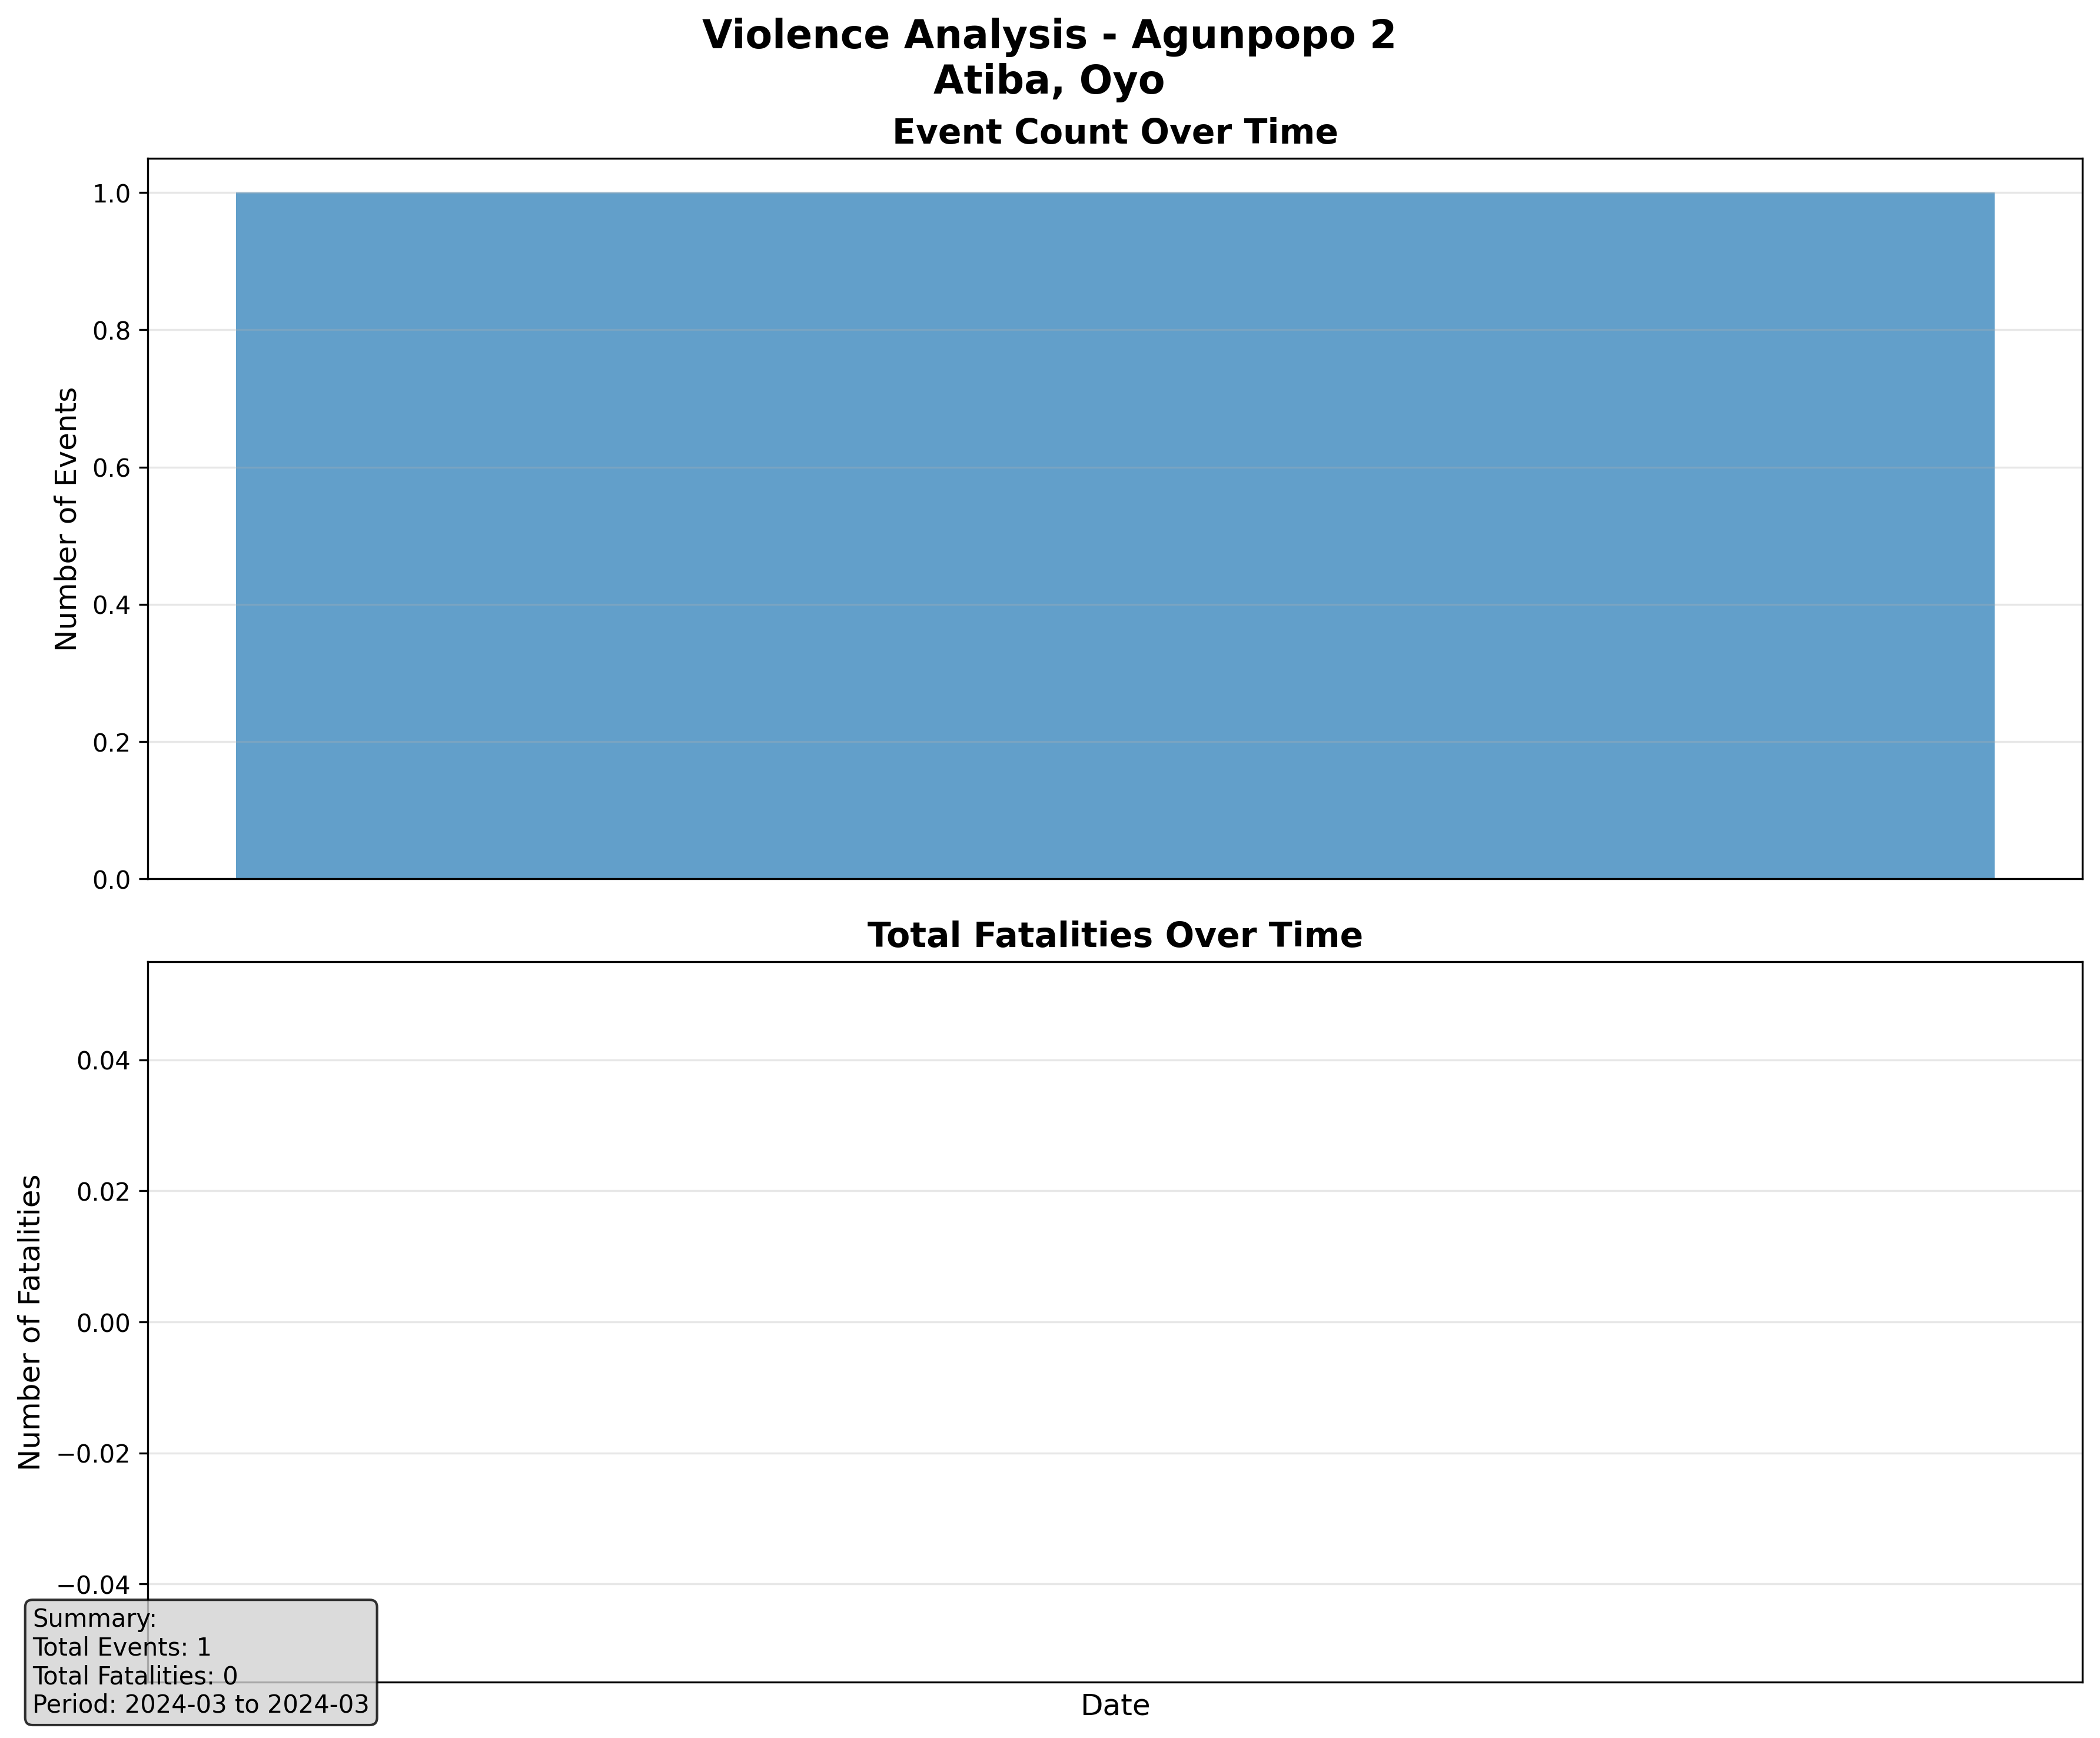 Violence Analysis - Agunpopo 2
Atiba, Oyo
Event Count Over Time
1.0
0.8
0.6
0.4
0.2
0.0
Number of Events
Total Fatalities Over Time
0.04
0.02
0.00
−0.02
−0.04
Number of Fatalities
Summary:
Total Events: 1
Total Fatalities: 0
Period: 2024-03 to 2024-03
Date